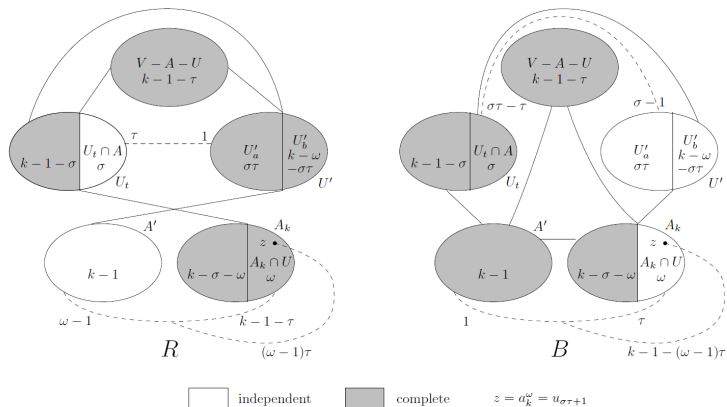 V − A − U
k − 1 − τ
k − 1 − σ
U_t ∩ A
σ
U_t
τ
1
U'_a
στ
U'_b
k − ω
−στ
U'
A'
k − 1
A_k
z
k − σ − ω
A_k ∩ U
ω
ω − 1
k − 1 − τ
(ω − 1)τ
R
V − A − U
k − 1 − τ
στ − τ
σ − 1
k − 1 − σ
U_t ∩ A
σ
U_t
U'_a
στ
U'_b
k − ω
−στ
U'
A'
k − 1
A_k
z
k − σ − ω
A_k ∩ U
ω
1
τ
k − 1 − (ω − 1)τ
B
independent
complete
z = a_k^ω = u_{στ+1}